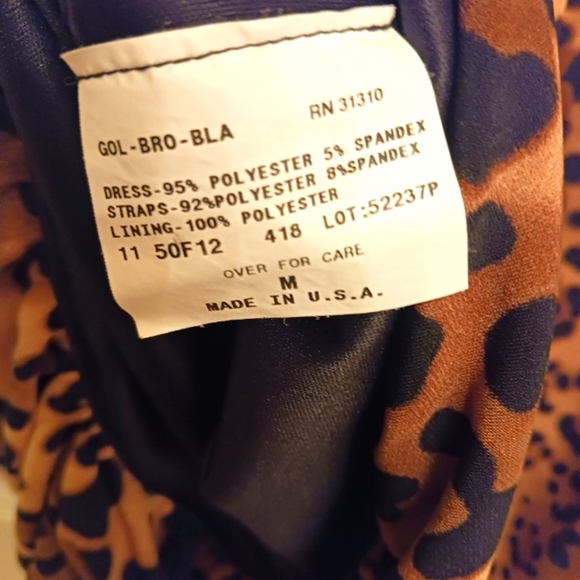 RN 31310
GOL-BRO-BLA
DRESS-95% POLYESTER 5% SPANDEX
STRAPS-92%POLYESTER 8%SPANDEX
LINING-100% POLYESTER
11 50F12 418 LOT:52237P
OVER FOR CARE
M
MADE IN U.S.A.